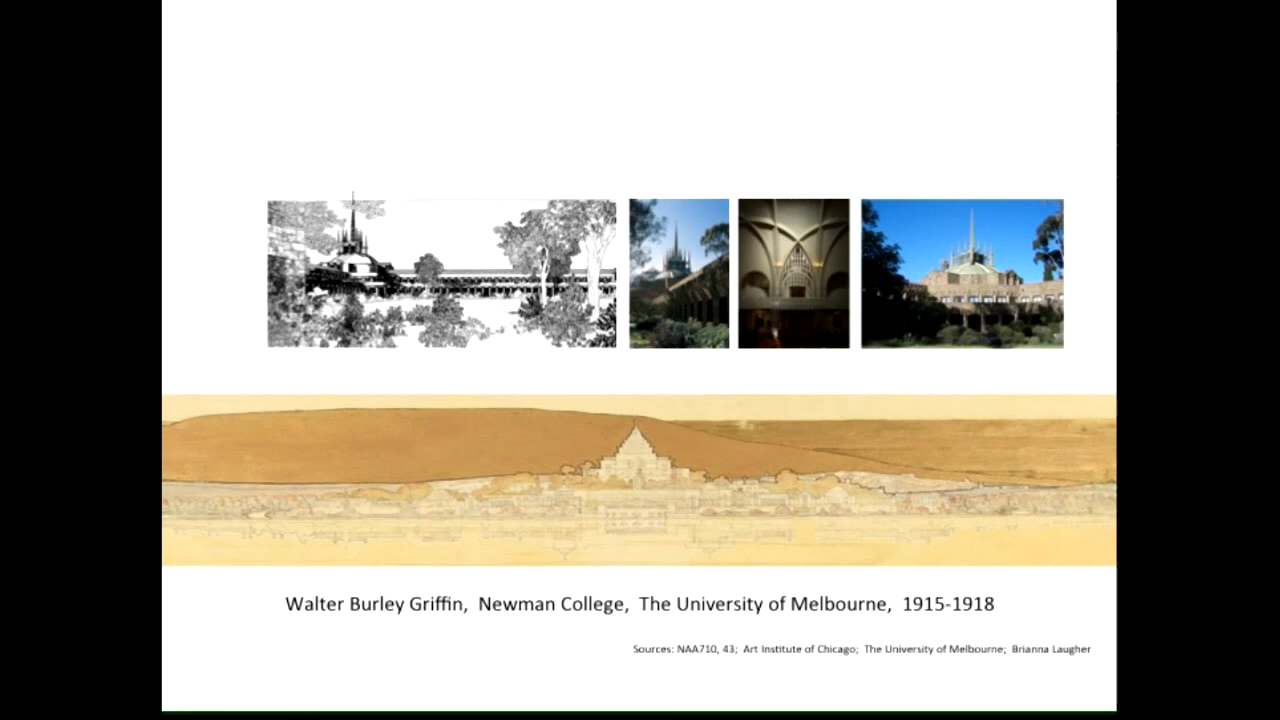 Walter Burley Griffin, Newman College, The University of Melbourne, 1915-1918
Sources: NAA710, 43; Art Institute of Chicago; The University of Melbourne; Brianna Laugher